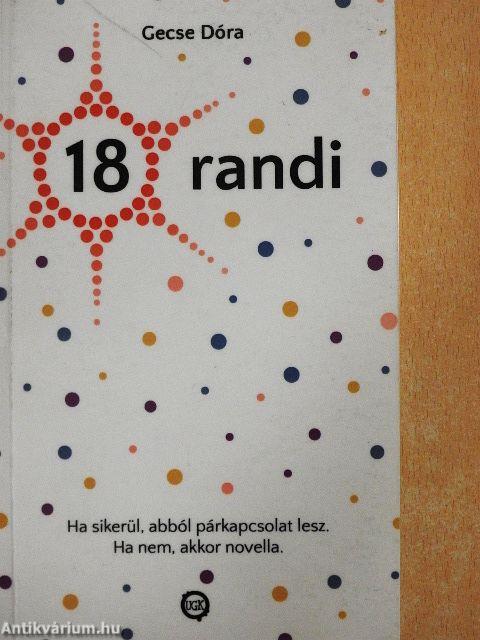 Gecse Dóra
18 randi
Ha sikerül, abból párkapcsolat lesz.
Ha nem, akkor novella.
UGK
Antikvárium.hu